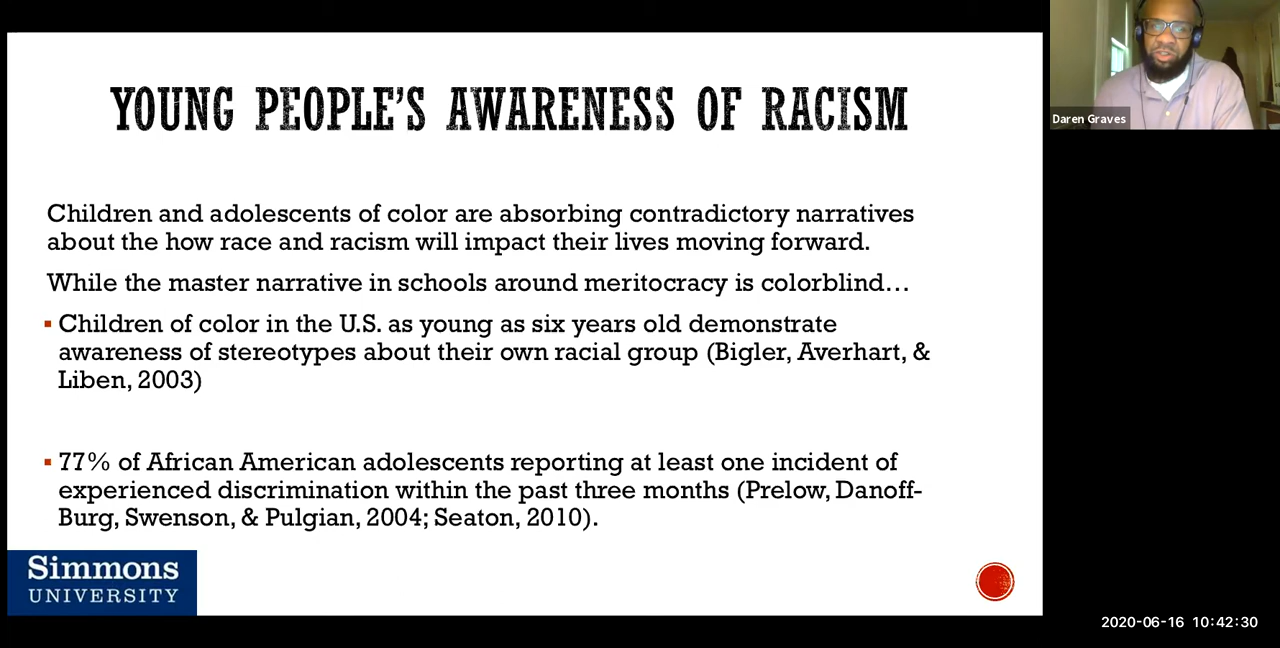 YOUNG PEOPLE'S AWARENESS OF RACISM
Children and adolescents of color are absorbing contradictory narratives
about the how race and racism will impact their lives moving forward.
While the master narrative in schools around meritocracy is colorblind…
▪ Children of color in the U.S. as young as six years old demonstrate
awareness of stereotypes about their own racial group (Bigler, Averhart, &
Liben, 2003)
▪ 77% of African American adolescents reporting at least one incident of
experienced discrimination within the past three months (Prelow, Danoff-
Burg, Swenson, & Pulgian, 2004; Seaton, 2010).
Simmons
UNIVERSITY
Daren Graves
2020-06-16 10:42:30